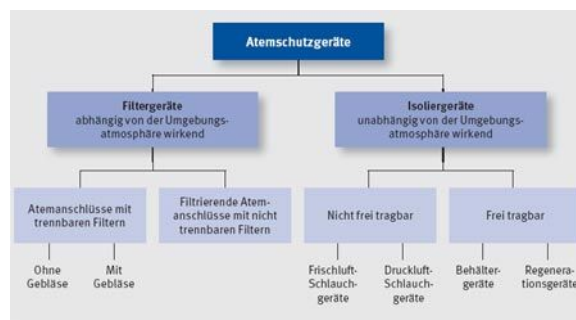 Atemschutzgeräte
Filtergeräte
abhängig von der Umgebungs-
atmosphäre wirkend
Isoliergeräte
unabhängig von der Umgebungs-
atmosphäre wirkend
Atemanschlüsse mit
trennbaren Filtern
Filtrierende Atem-
anschlüsse mit nicht
trennbaren Filtern
Nicht frei tragbar
Frei tragbar
Ohne
Gebläse
Mit
Gebläse
Frischluft-
Schlauch-
geräte
Druckluft-
Schlauch-
geräte
Behälter-
geräte
Regenera-
tionsgeräte